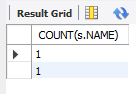 Result Grid
COUNT(s.NAME)
1
1